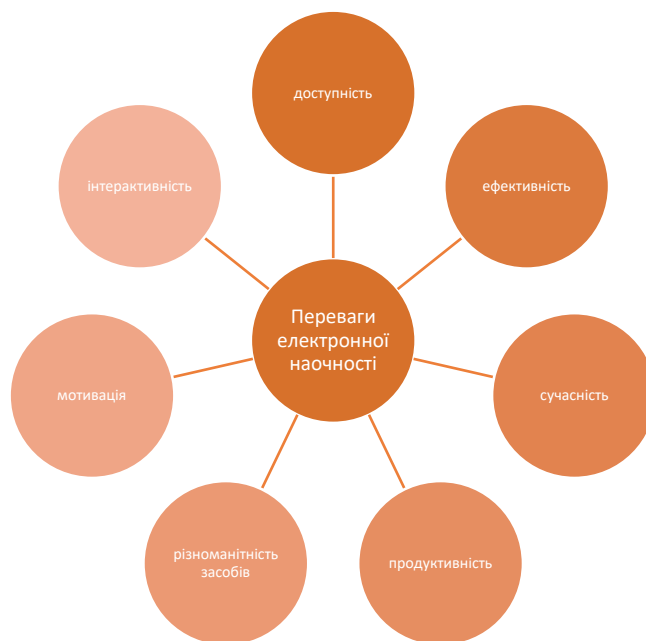 доступність
інтерактивність
ефективність
Переваги
електронної
наочності
мотивація
сучасність
різноманітність
засобів
продуктивність